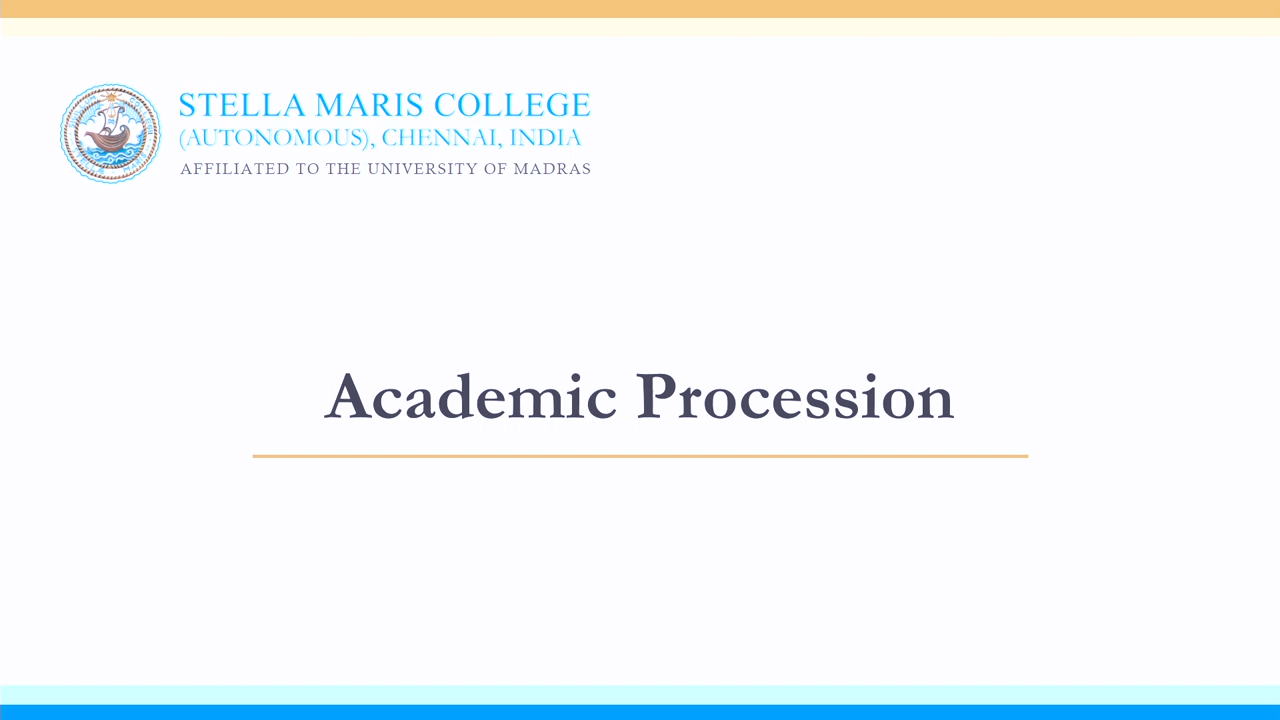 STELLA MARIS COLLEGE
(AUTONOMOUS), CHENNAI, INDIA
AFFILIATED TO THE UNIVERSITY OF MADRAS
Academic Procession